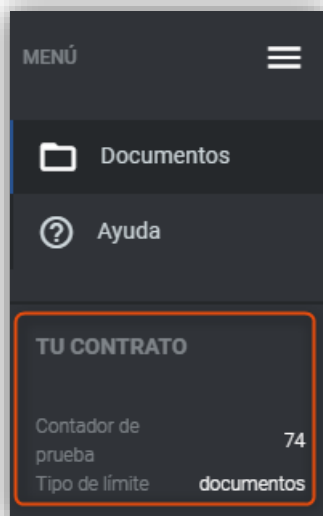 MENÚ
Documentos
Ayuda
TU CONTRATO
Contador de
prueba 74
Tipo de límite documentos